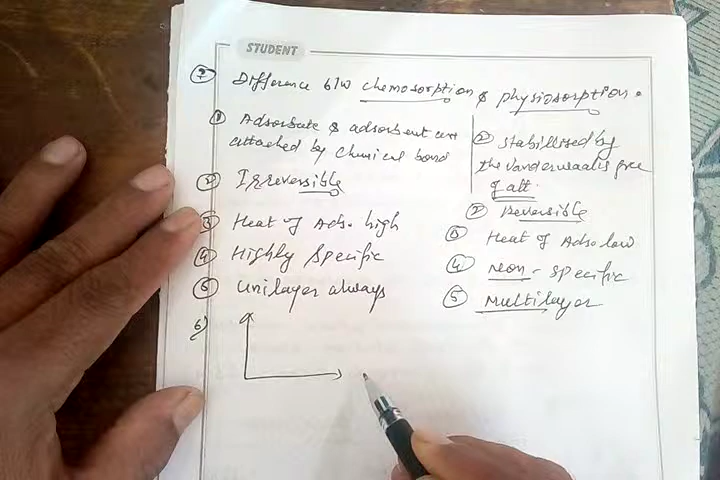 STUDENT
? Difference b/w chemosorption & physiosorption.
① Adsorbate & adsorbent are
attached by chemical bond
② Irreversible
③ Heat of Ads. high
④ Highly Specific
⑤ Unilayer always
6)
① Stabilised by
the Vanderwaalis force
of att.
② Reversible
③ Heat of Adso low
④ Non - Specific
⑤ Multilayer